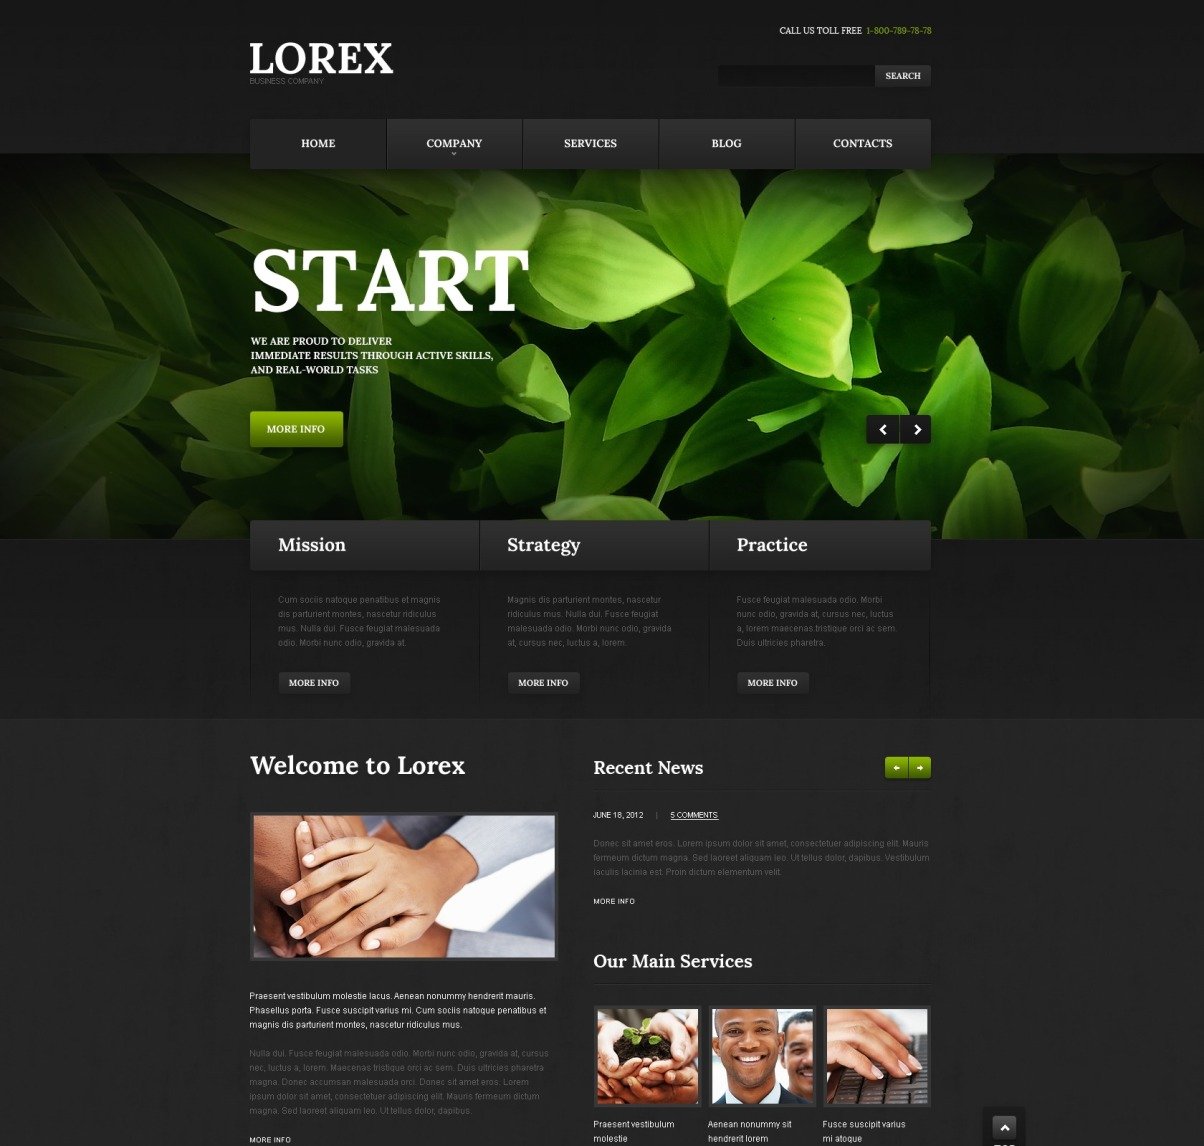 CALL US TOLL FREE 1-800-789-78-78
LOREX
BUSINESS COMPANY
SEARCH
HOME
COMPANY
SERVICES
BLOG
CONTACTS
START
WE ARE PROUD TO DELIVER
IMMEDIATE RESULTS THROUGH ACTIVE SKILLS,
AND REAL-WORLD TASKS
MORE INFO
Mission
Cum sociis natoque penatibus et magnis
dis parturient montes, nascetur ridiculus
mus. Nulla dui. Fusce feugiat malesuada
odio. Morbi nunc odio, gravida at.
MORE INFO
Strategy
Magnis dis parturient montes, nascetur
ridiculus mus. Nulla dui. Fusce feugiat
malesuada odio. Morbi nunc odio, gravida
at, cursus nec, luctus a, lorem.
MORE INFO
Practice
Fusce feugiat malesuada odio. Morbi
nunc odio, gravida at, cursus nec, luctus
a, lorem maecenas tristique orci ac sem.
Duis ultricies pharetra.
MORE INFO
Welcome to Lorex
Praesent vestibulum molestie lacus. Aenean nonummy hendrerit mauris.
Phasellus porta. Fusce suscipit varius mi. Cum sociis natoque penatibus et
magnis dis parturient montes, nascetur ridiculus mus.
Nulla dui. Fusce feugiat malesuada odio. Morbi nunc odio, gravida at, cursus
nec, luctus a, lorem. Maecenas tristique orci ac sem. Duis ultricies pharetra
magna. Donec accumsan malesuada orci. Donec sit amet eros. Lorem
ipsum dolor sit amet, consectetuer adipiscing elit. Mauris fermeum dictum
magna. Sed laoreet aliquam leo. Ut tellus dolor, dapibus.
MORE INFO
Recent News
JUNE 18, 2012 | 5 COMMENTS
Donec sit amet eros. Lorem ipsum dolor sit amet, consectetuer adipiscing elit. Mauris
fermeum dictum magna. Sed laoreet aliquam leo. Ut tellus dolor, dapibus. Vestibulum
iaculis lacinia est. Proin dictum elementum velit.
MORE INFO
Our Main Services
Praesent vestibulum
molestie
Aenean nonummy sit
hendrerit lorem
Fusce suscipit varius
mi atoque